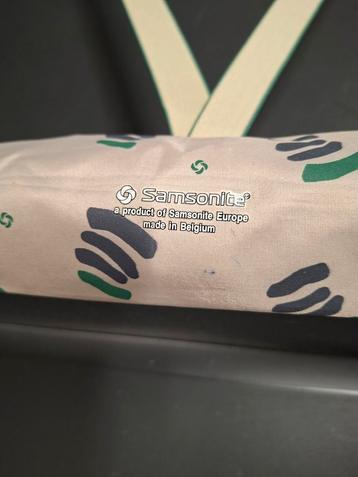 Samsonite®
a product of Samsonite Europe
made in Belgium